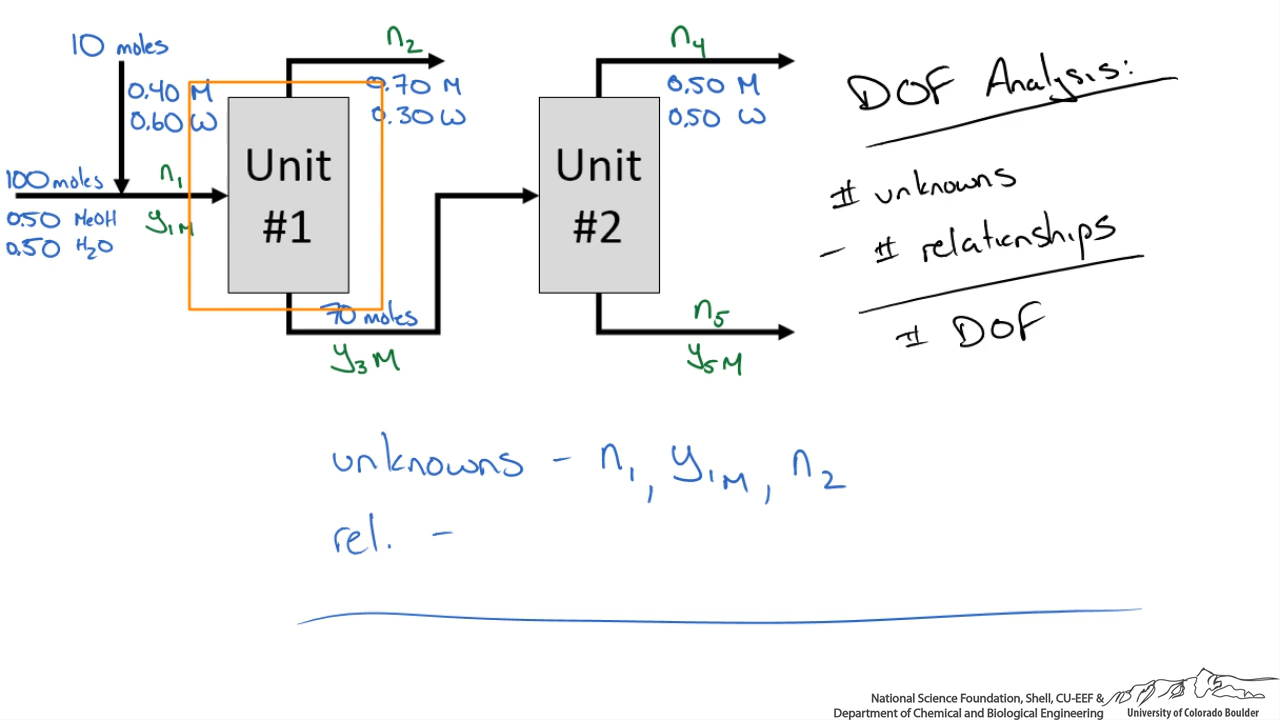 10 moles
0.40 M
0.60 W
n₂
0.70 M
0.30 W
n₄
0.50 M
0.50 W
DOF Analysis:
100 moles
n₁
0.50 MeOH
0.50 H₂O
y₁M
Unit
#1
Unit
#2
# unknowns
- # relationships
# DOF
70 moles
y₃M
n₅
y₅M
unknowns - n₁, y₁M, n₂
rel. -
National Science Foundation, Shell, CU-EEF &
Department of Chemical and Biological Engineering
University of Colorado Boulder